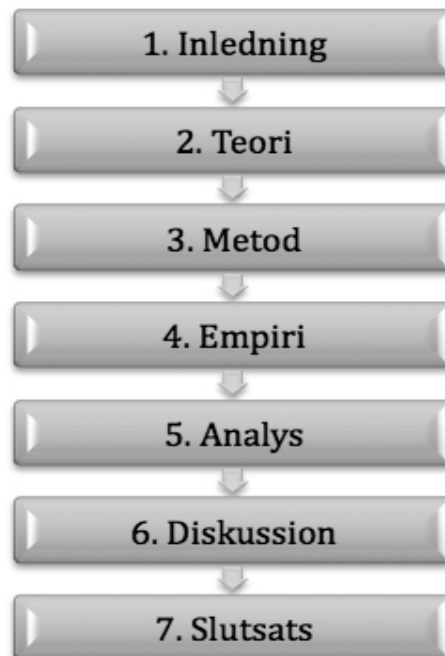 1. Inledning
2. Teori
3. Metod
4. Empiri
5. Analys
6. Diskussion
7. Slutsats